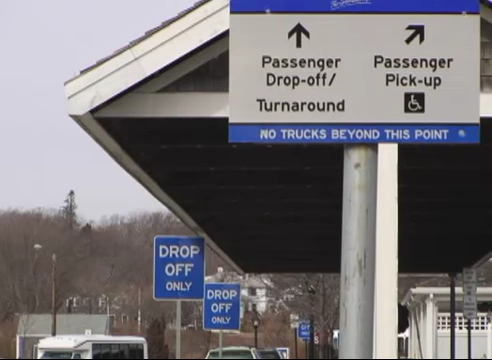 Passenger
Drop-off/
Turnaround
Passenger
Pick-up
NO TRUCKS BEYOND THIS POINT
DROP
OFF
ONLY
DROP
OFF
ONLY